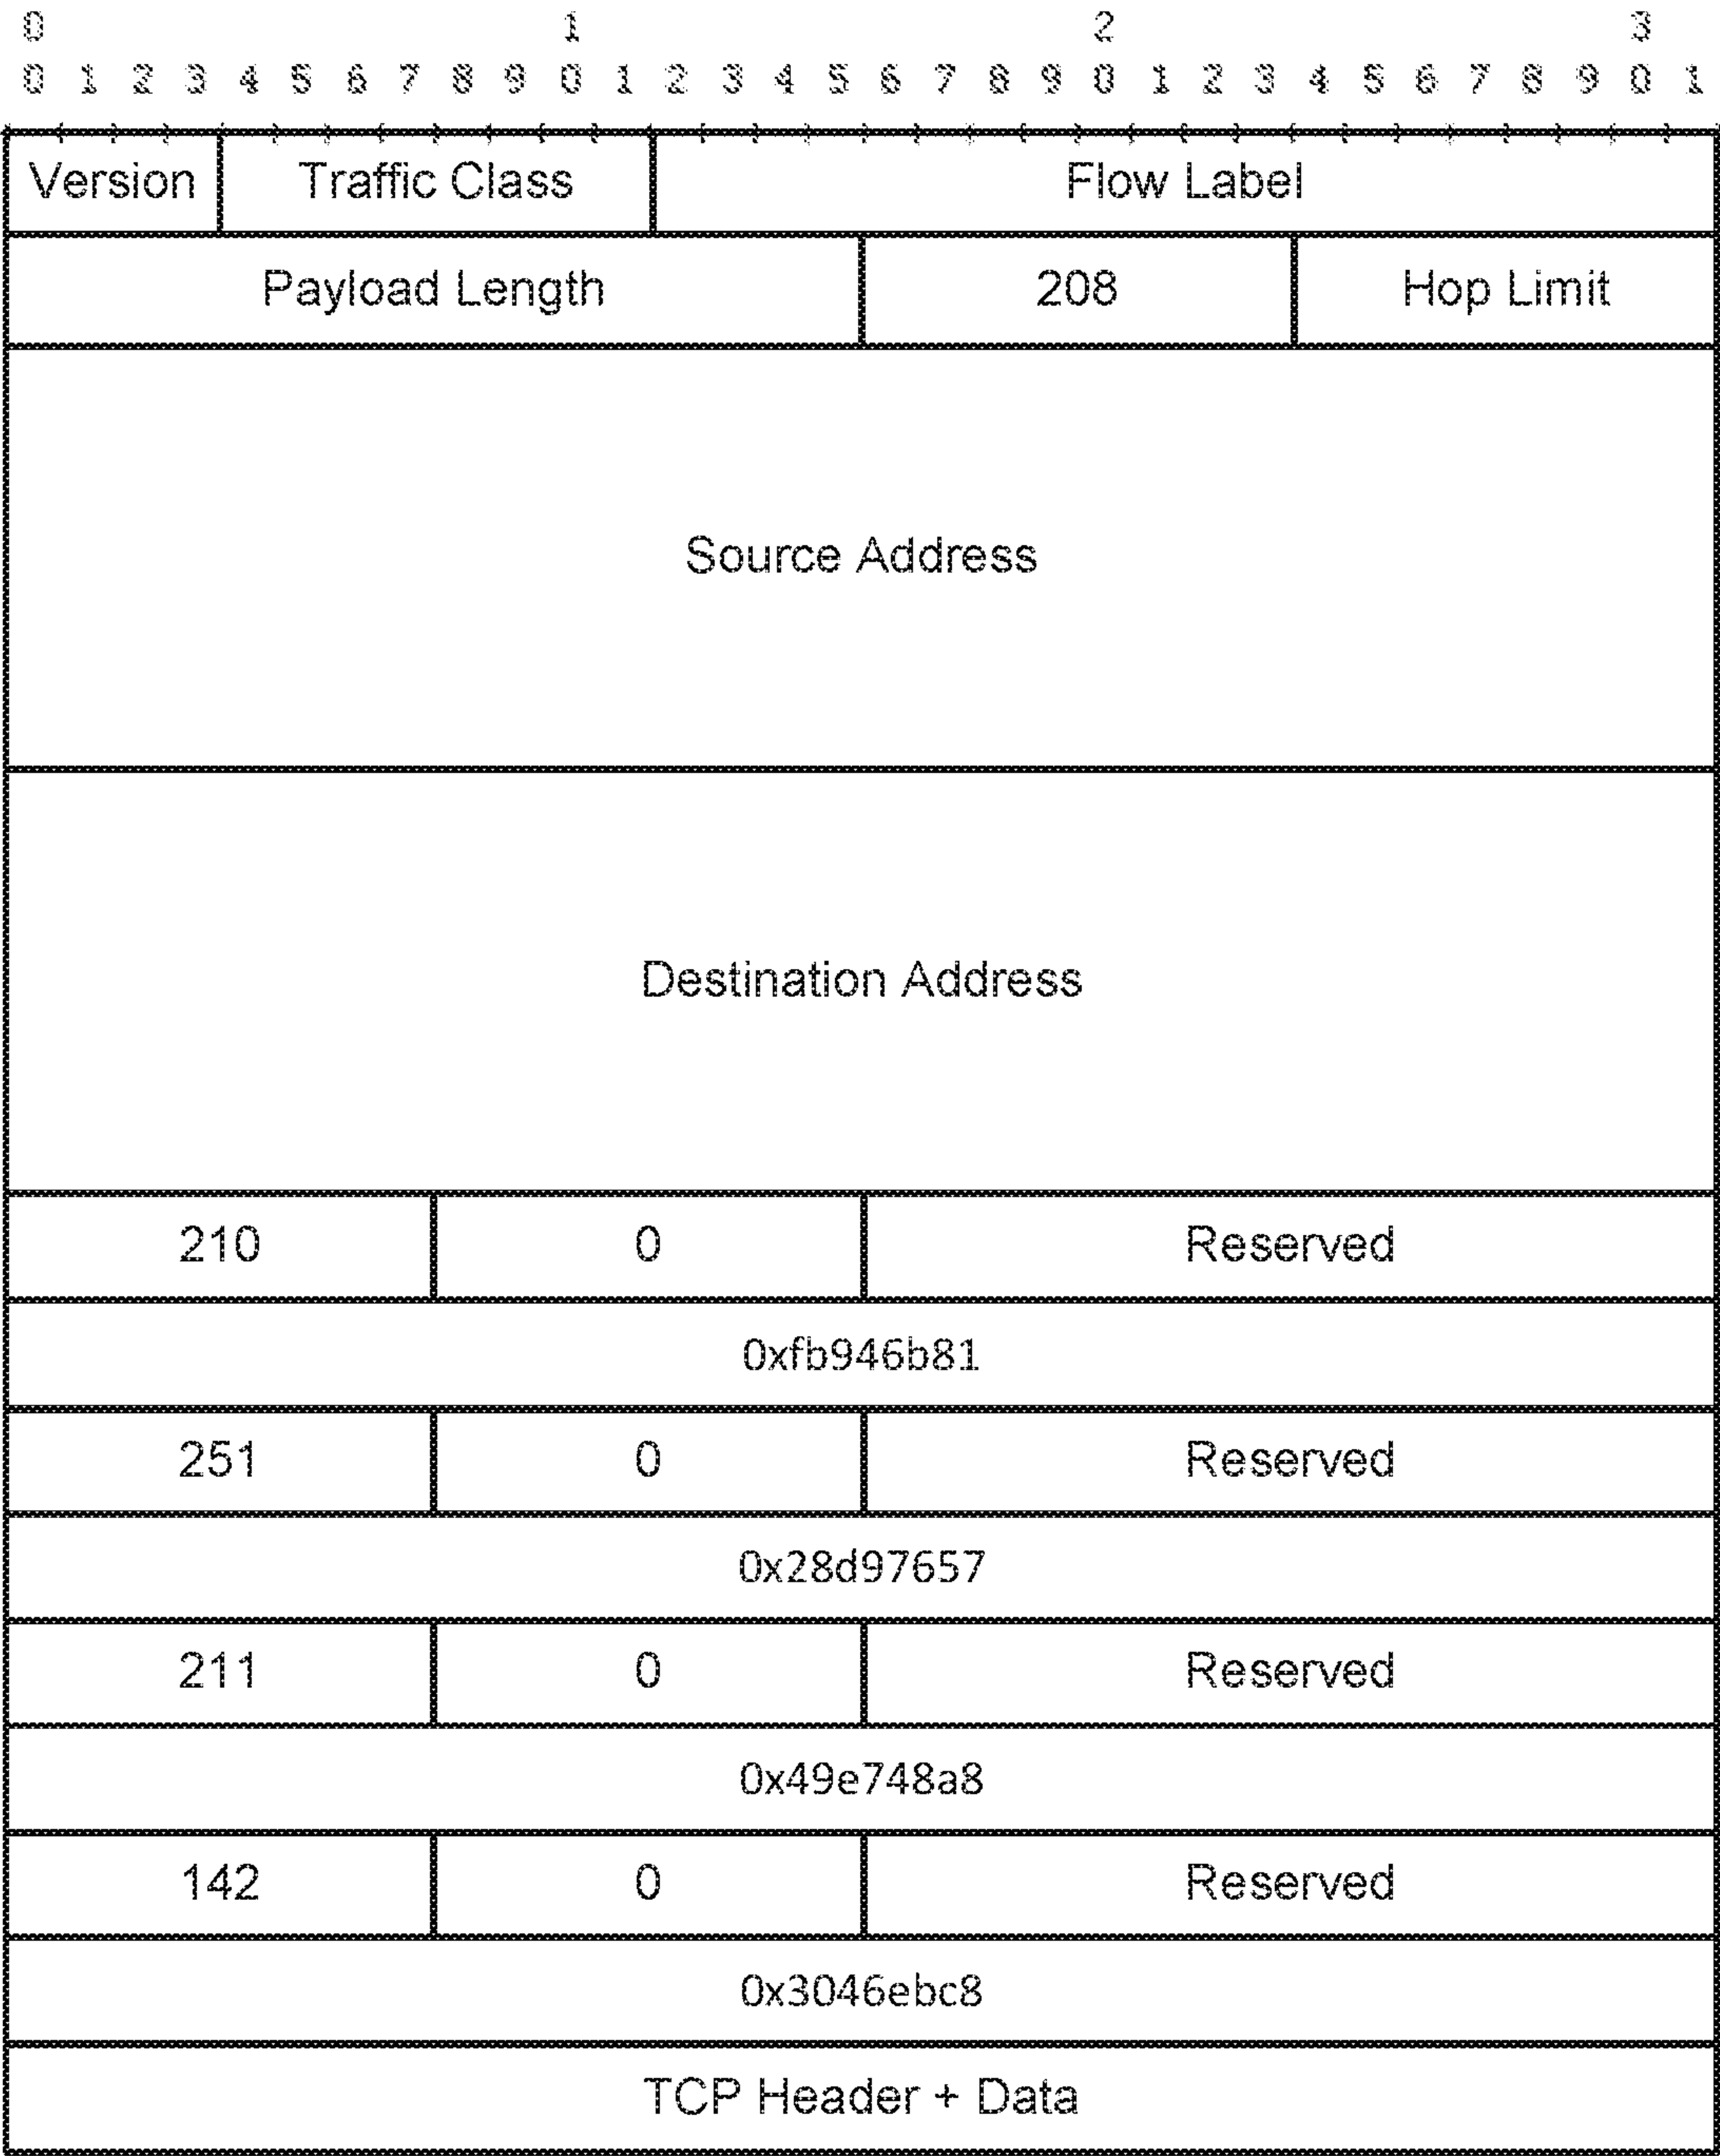 0 1 2 3
0 1 2 3 4 5 6 7 8 9 0 1 2 3 4 5 6 7 8 9 0 1 2 3 4 5 6 7 8 9 0 1
Version Traffic Class Flow Label
Payload Length 208 Hop Limit
Source Address
Destination Address
210 0 Reserved
0xfb946b81
251 0 Reserved
0x28d97657
211 0 Reserved
0x49e748a8
142 0 Reserved
0x3046ebc8
TCP Header + Data